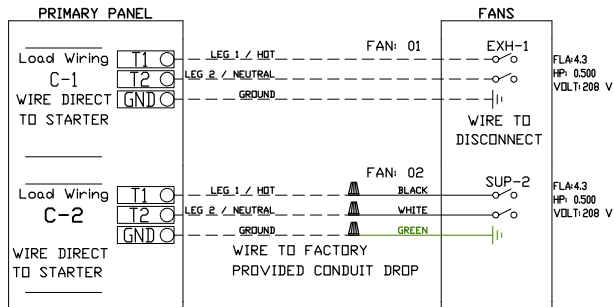 PRIMARY PANEL
FANS
Load Wiring
C-1
WIRE DIRECT
TO STARTER
T1
T2
GND
LEG 1 / HOT
LEG 2 / NEUTRAL
GROUND
FAN: 01
EXH-1
FLA:4.3
HP: 0.500
VOLT: 208 V
WIRE TO
DISCONNECT
Load Wiring
C-2
WIRE DIRECT
TO STARTER
T1
T2
GND
LEG 1 / HOT
LEG 2 / NEUTRAL
GROUND
FAN: 02
BLACK
WHITE
GREEN
WIRE TO FACTORY
PROVIDED CONDUIT DROP
SUP-2
FLA:4.3
HP: 0.500
VOLT: 208 V